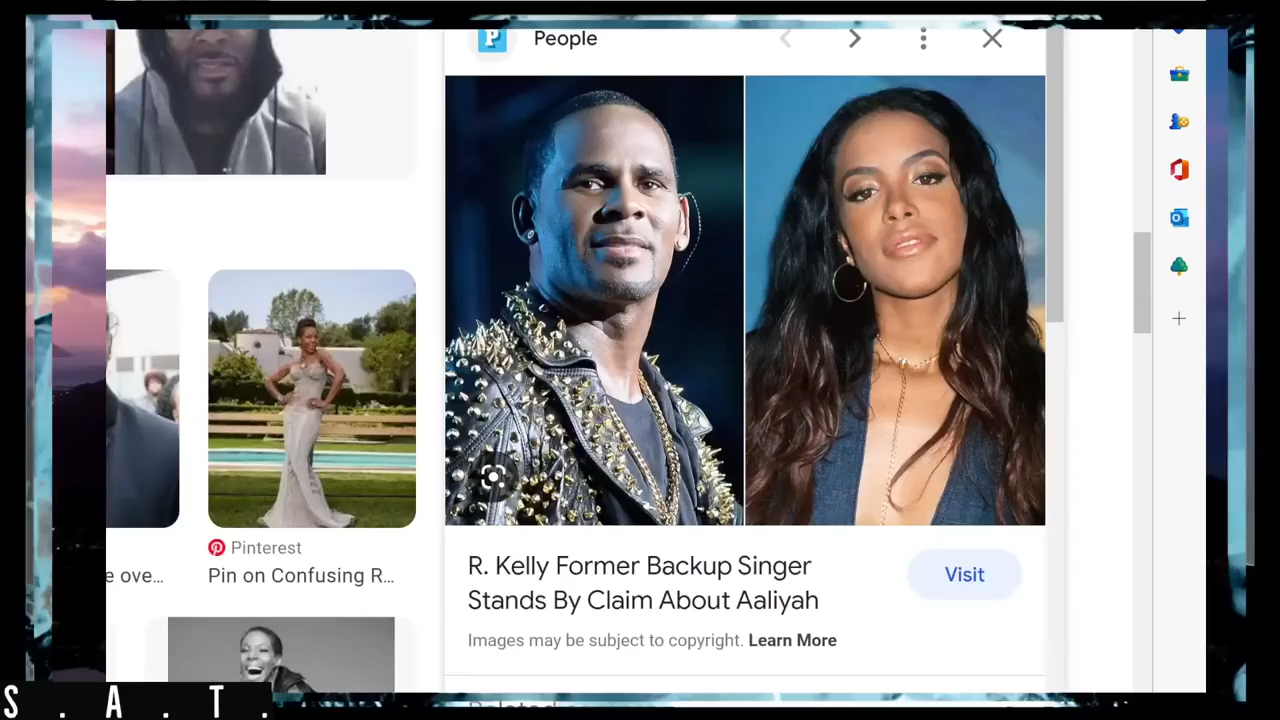 People
Pinterest
e ove...
Pin on Confusing R...
R. Kelly Former Backup Singer
Stands By Claim About Aaliyah
Visit
Images may be subject to copyright. Learn More
S . A . T .